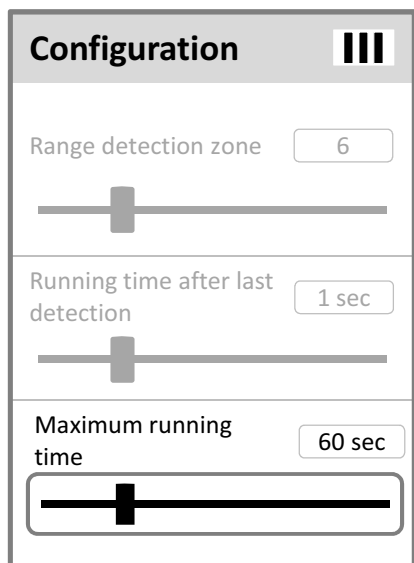 Configuration
Range detection zone 6
Running time after last
detection
1 sec
Maximum running
time
60 sec